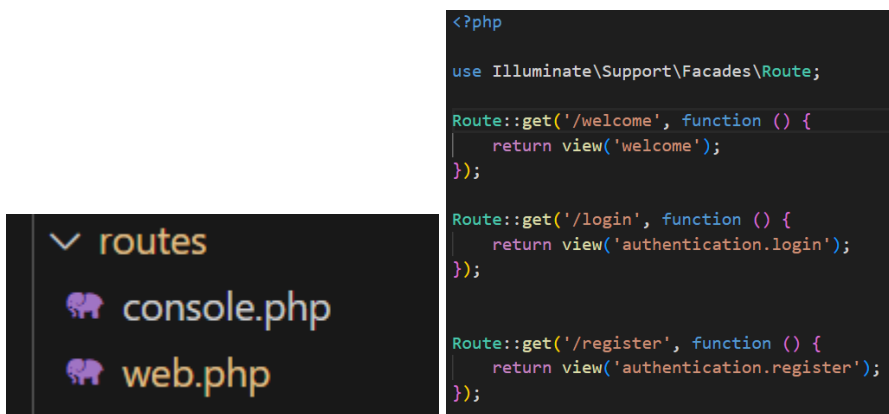 routes
console.php
web.php
<?php
use Illuminate\Support\Facades\Route;
Route::get('/welcome', function () {
    return view('welcome');
});
Route::get('/login', function () {
    return view('authentication.login');
});
Route::get('/register', function () {
    return view('authentication.register');
});